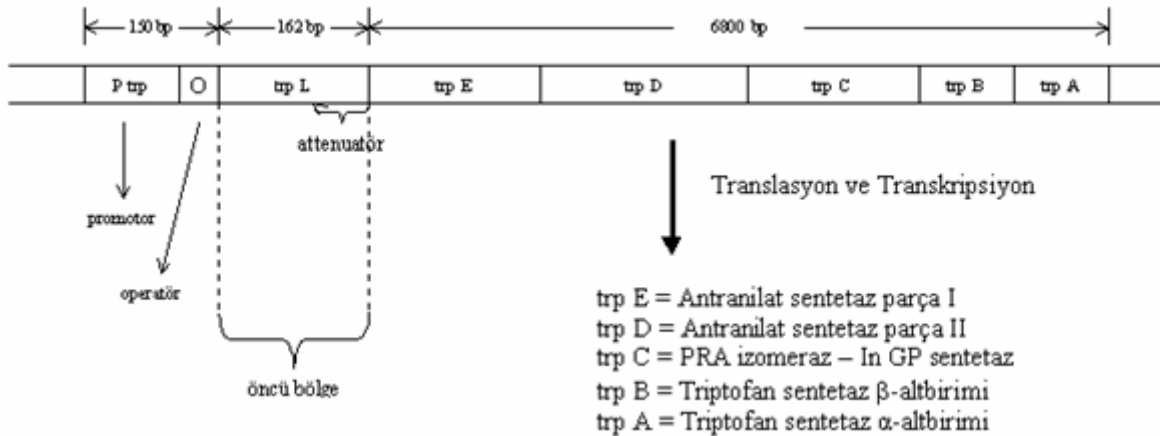 150 bp 162 bp 6800 bp
P trp O trp L trp E trp D trp C trp B trp A
attenuatör
promotor
operatör
öncü bölge
Translasyon ve Transkripsiyon
trp E = Antranilat sentetaz parça I
trp D = Antranilat sentetaz parça II
trp C = PRA izomeraz – In GP sentetaz
trp B = Triptofan sentetaz β-altbirimi
trp A = Triptofan sentetaz α-altbirimi